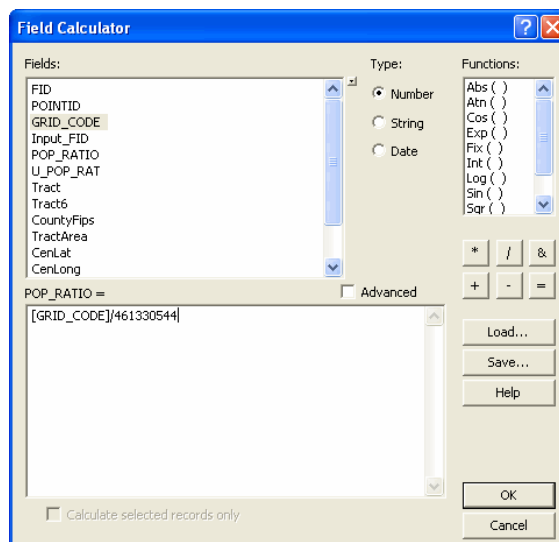 Field Calculator
Fields:
FID
POINTID
GRID_CODE
Input_FID
POP_RATIO
U_POP_RAT
Tract
Tract6
CountyFips
TractArea
CenLat
CenLong
Type:
Number
String
Date
Functions:
Abs ( )
Atn ( )
Cos ( )
Exp ( )
Fix ( )
Int ( )
Log ( )
Sin ( )
Sqr ( )
* / &
+ - =
POP_RATIO =
Advanced
[GRID_CODE]/461330544
Load...
Save...
Help
Calculate selected records only
OK
Cancel